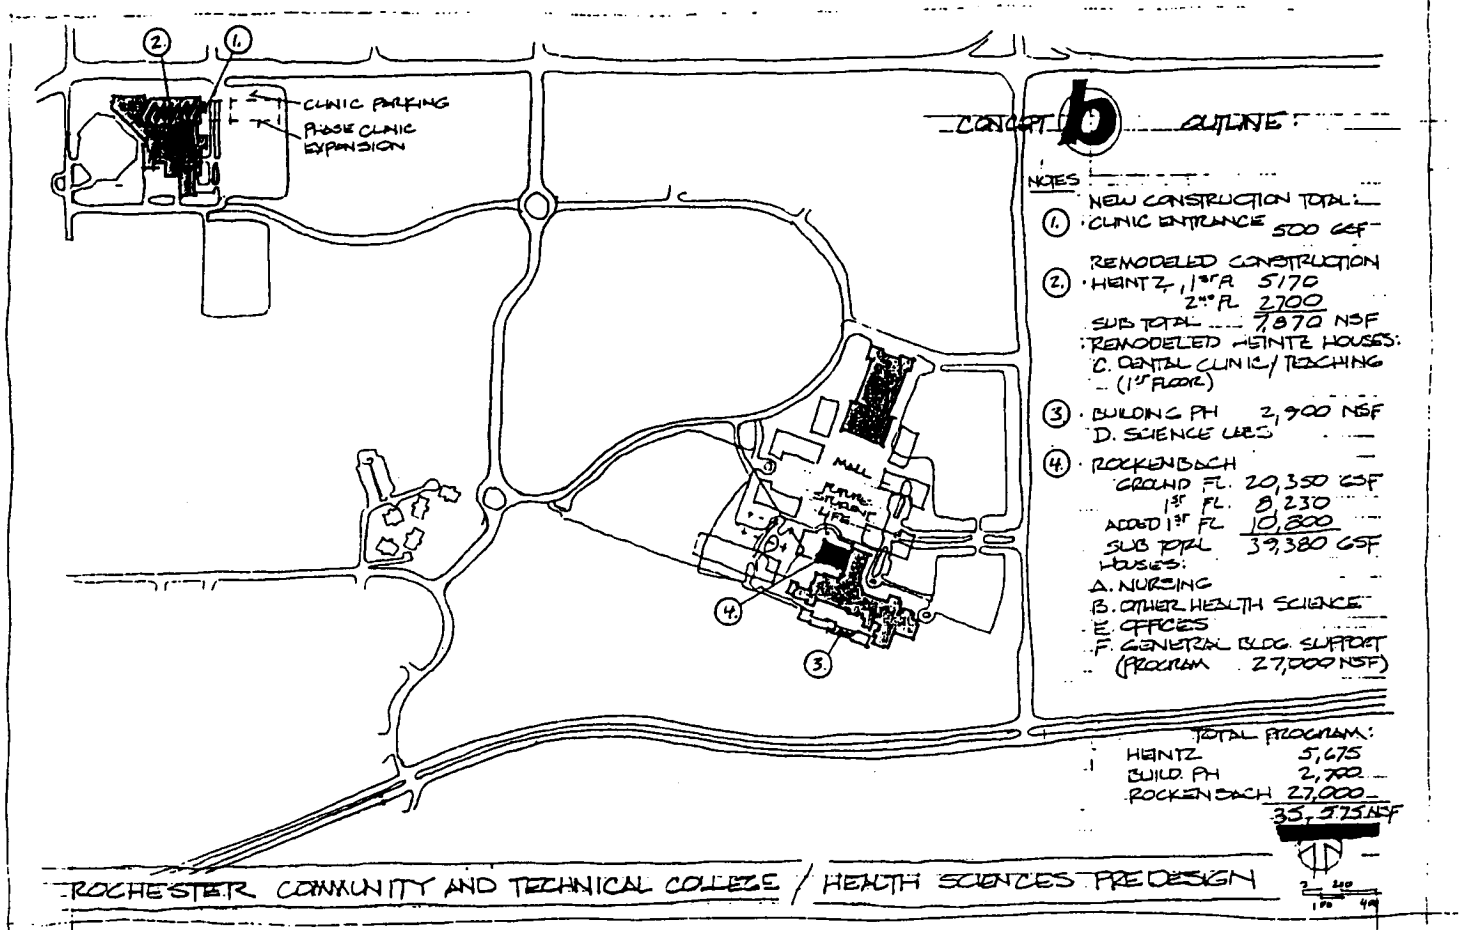 2.
1.
CLINIC PARKING
PHASE CLINIC
EXPANSION
CONCEPT b OUTLINE:
NOTES
NEW CONSTRUCTION TOTAL:
1. · CLINIC ENTRANCE 500 GSF
REMODELED CONSTRUCTION
2. · HEINTZ, 1ST FL 5170
2ND FL 2700
SUB TOTAL 7,870 NSF
REMODELED HEINTZ HOUSES:
C. DENTAL CLINIC / TEACHING
(1ST FLOOR)
3. · BUILDING PH 2,900 NSF
D. SCIENCE LABS
4. · ROCKENBACH
GROUND FL. 20,350 GSF
1ST FL. 8,230
ADDED 1ST FL 10,800
SUB TOTAL 39,380 GSF
HOUSES:
A. NURSING
B. OTHER HEALTH SCIENCE
E. OFFICES
F. GENERAL BLDG. SUPPORT
(PROGRAM 27,000 NSF)
MALL
FUTURE
STUDENT
LIFE
4.
3.
TOTAL PROGRAM:
HEINTZ 5,675
BUILD. PH
ROCKENBACH 27,000
35,575 NSF
ROCHESTER COMMUNITY AND TECHNICAL COLLEGE / HEALTH SCIENCES PREDESIGN